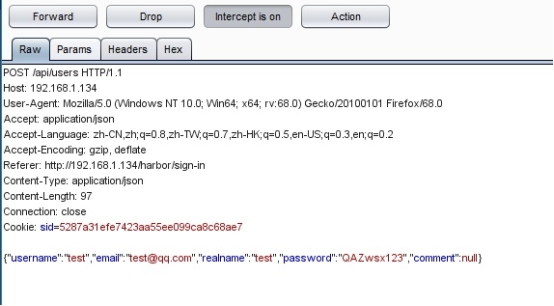 Forward Drop Intercept is on Action
Raw Params Headers Hex
POST /api/users HTTP/1.1
Host: 192.168.1.134
User-Agent: Mozilla/5.0 (Windows NT 10.0; Win64; x64; rv:68.0) Gecko/20100101 Firefox/68.0
Accept: application/json
Accept-Language: zh-CN,zh;q=0.8,zh-TW;q=0.7,zh-HK;q=0.5,en-US;q=0.3,en;q=0.2
Accept-Encoding: gzip, deflate
Referer: http://192.168.1.134/harbor/sign-in
Content-Type: application/json
Content-Length: 97
Connection: close
Cookie: sid=5287a31efe7423aa55ee099ca8c68ae7
{"username":"test","email":"test@qq.com","realname":"test","password":"QAZwsx123","comment":null}